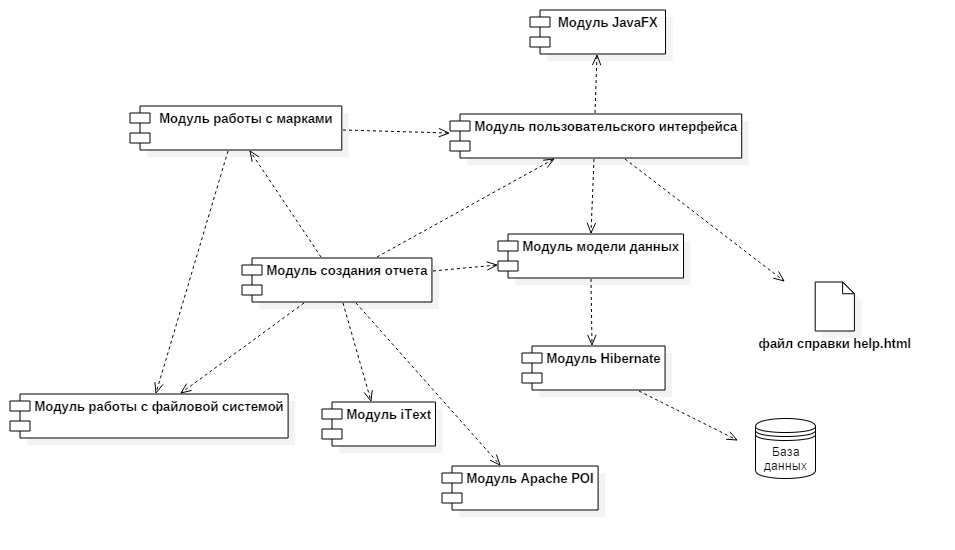 Модуль JavaFX
Модуль работы с марками
Модуль пользовательского интерфейса
Модуль модели данных
Модуль создания отчета
файл справки help.html
Модуль Hibernate
Модуль работы с файловой системой
Модуль iText
База
данных
Модуль Apache POI